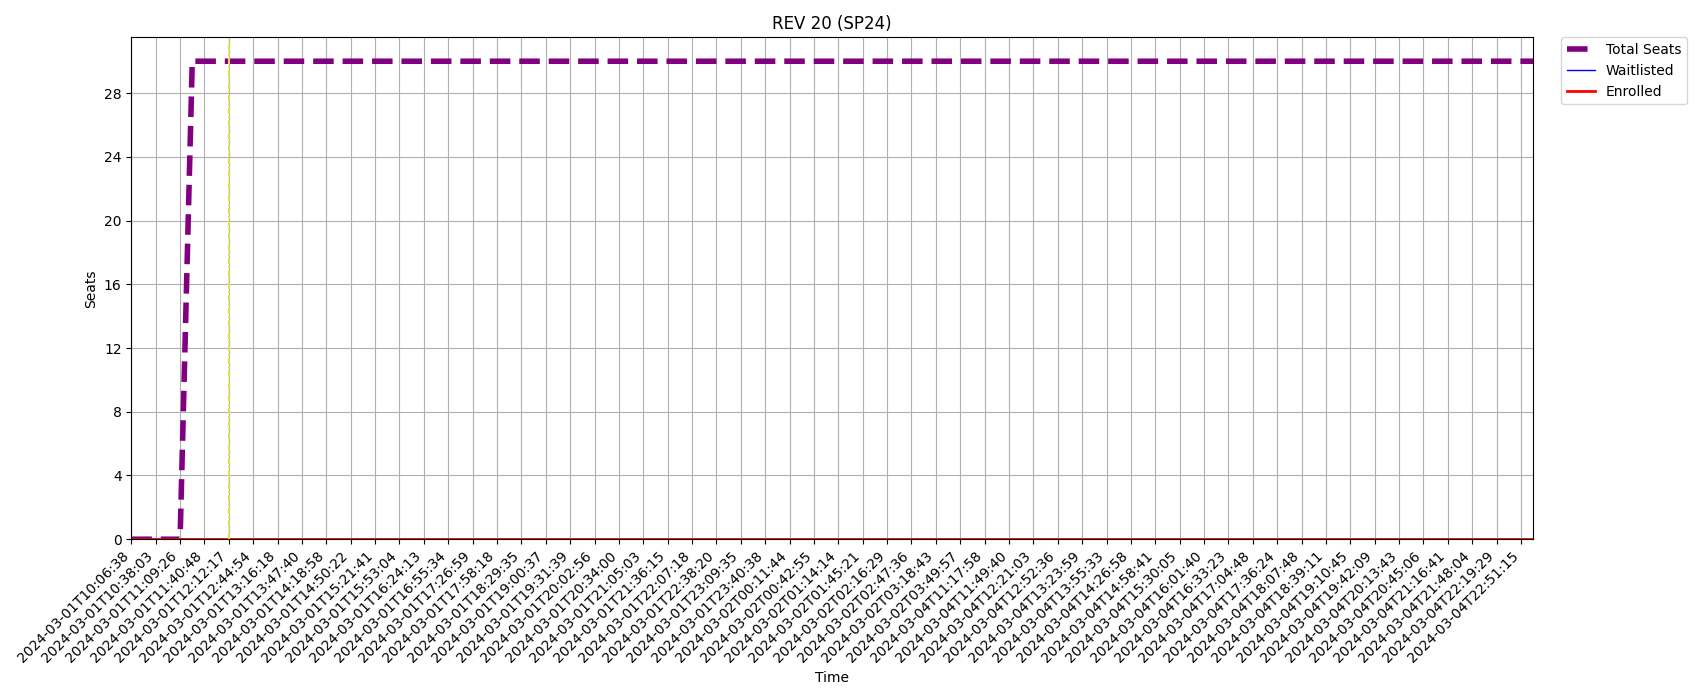 REV 20 (SP24)
Total Seats
Waitlisted
Enrolled
28
24
20
16
12
8
4
0
Seats
2024-03-01T10:06:38
2024-03-01T10:38:03
2024-03-01T11:09:26
2024-03-01T11:40:48
2024-03-01T12:12:17
2024-03-01T12:44:54
2024-03-01T13:16:18
2024-03-01T13:47:40
2024-03-01T14:18:58
2024-03-01T14:50:22
2024-03-01T15:21:41
2024-03-01T15:53:04
2024-03-01T16:24:13
2024-03-01T16:55:34
2024-03-01T17:26:59
2024-03-01T17:58:18
2024-03-01T18:29:35
2024-03-01T19:00:37
2024-03-01T19:31:39
2024-03-01T20:02:56
2024-03-01T20:34:00
2024-03-01T21:05:03
2024-03-01T21:36:15
2024-03-01T22:07:18
2024-03-01T22:38:20
2024-03-01T23:09:35
2024-03-01T23:40:38
2024-03-02T00:11:44
2024-03-02T00:42:55
2024-03-02T01:14:14
2024-03-02T01:45:21
2024-03-02T02:16:29
2024-03-02T02:47:36
2024-03-02T03:18:43
2024-03-02T03:49:57
2024-03-04T11:17:58
2024-03-04T11:49:40
2024-03-04T12:21:03
2024-03-04T12:52:36
2024-03-04T13:23:59
2024-03-04T13:55:33
2024-03-04T14:26:58
2024-03-04T14:58:41
2024-03-04T15:30:05
2024-03-04T16:01:40
2024-03-04T16:33:23
2024-03-04T17:04:48
2024-03-04T17:36:24
2024-03-04T18:07:48
2024-03-04T18:39:11
2024-03-04T19:10:45
2024-03-04T19:42:09
2024-03-04T20:13:43
2024-03-04T20:45:06
2024-03-04T21:16:41
2024-03-04T21:48:04
2024-03-04T22:19:29
2024-03-04T22:51:15
Time